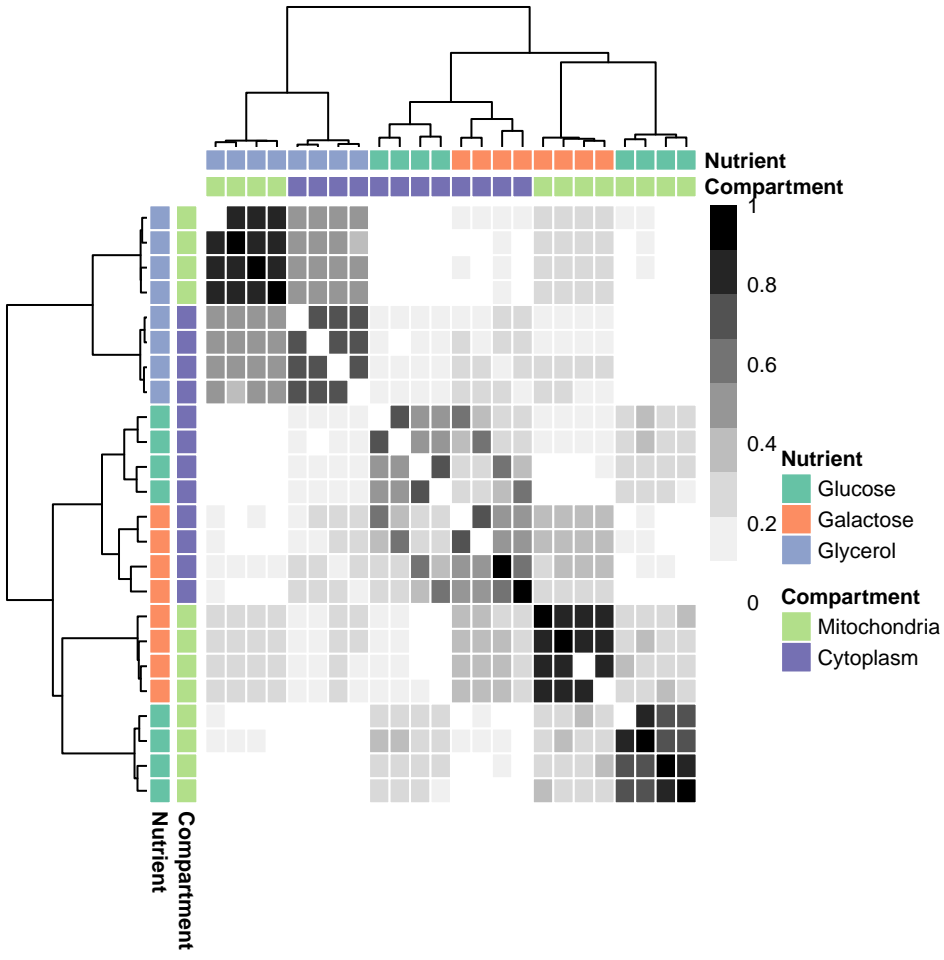 Nutrient
Compartment
1
0.8
0.6
0.4
0.2
0
Nutrient
Glucose
Galactose
Glycerol
Compartment
Mitochondria
Cytoplasm
Nutrient
Compartment